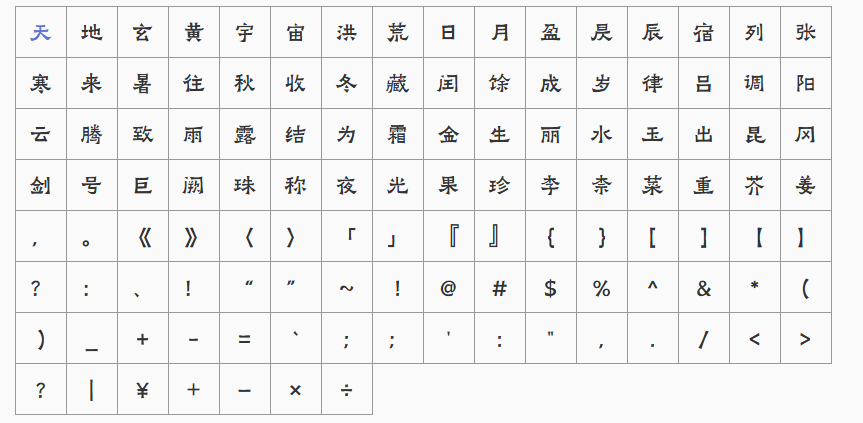 天 地 玄 黄 宇 宙 洪 荒 日 月 盈 昃 辰 宿 列 张
寒 来 暑 往 秋 收 冬 藏 闰 馀 成 岁 律 吕 调 阳
云 腾 致 雨 露 结 为 霜 金 生 丽 水 玉 出 昆 冈
剑 号 巨 阙 珠 称 夜 光 果 珍 李 柰 菜 重 芥 姜
, 。 《 》 〈 〉 「 」 『 』 { } [ ] 【 】
? : 、 ! “ ” ~ ! @ # $ % ^ & * (
) _ + - = ` ; ; ' : " , . / < >
? | ¥ + − × ÷